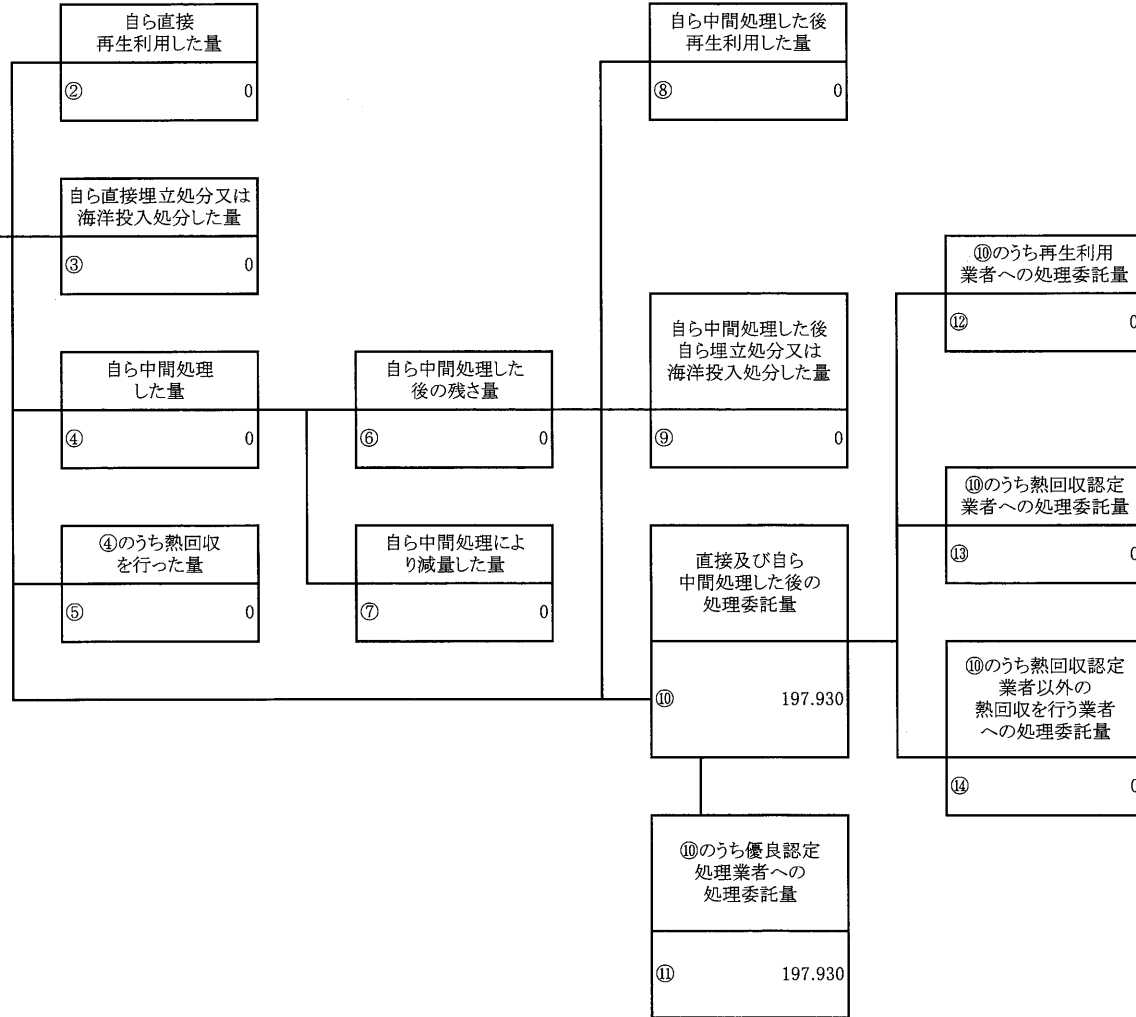 自ら直接
再生利用した量
② 0
自ら中間処理した後
再生利用した量
⑧ 0
自ら直接埋立処分又は
海洋投入処分した量
③ 0
⑩のうち再生利用
業者への処理委託量
⑫ 0
自ら中間処理
した量
④ 0
自ら中間処理した
後の残さ量
⑥ 0
自ら中間処理した後
自ら埋立処分又は
海洋投入処分した量
⑨ 0
⑩のうち熱回収認定
業者への処理委託量
⑬ 0
④のうち熱回収
を行った量
⑤ 0
自ら中間処理によ
り減量した量
⑦ 0
直接及び自ら
中間処理した後の
処理委託量
⑩ 197.930
⑩のうち熱回収認定
業者以外の
熱回収を行う業者
への処理委託量
⑭ 0
⑩のうち優良認定
処理業者への
処理委託量
⑪ 197.930